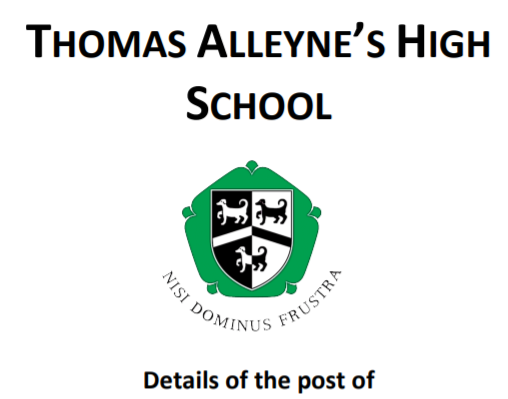 THOMAS ALLEYNE’S HIGH
SCHOOL
NISI DOMINUS FRUSTRA
Details of the post of